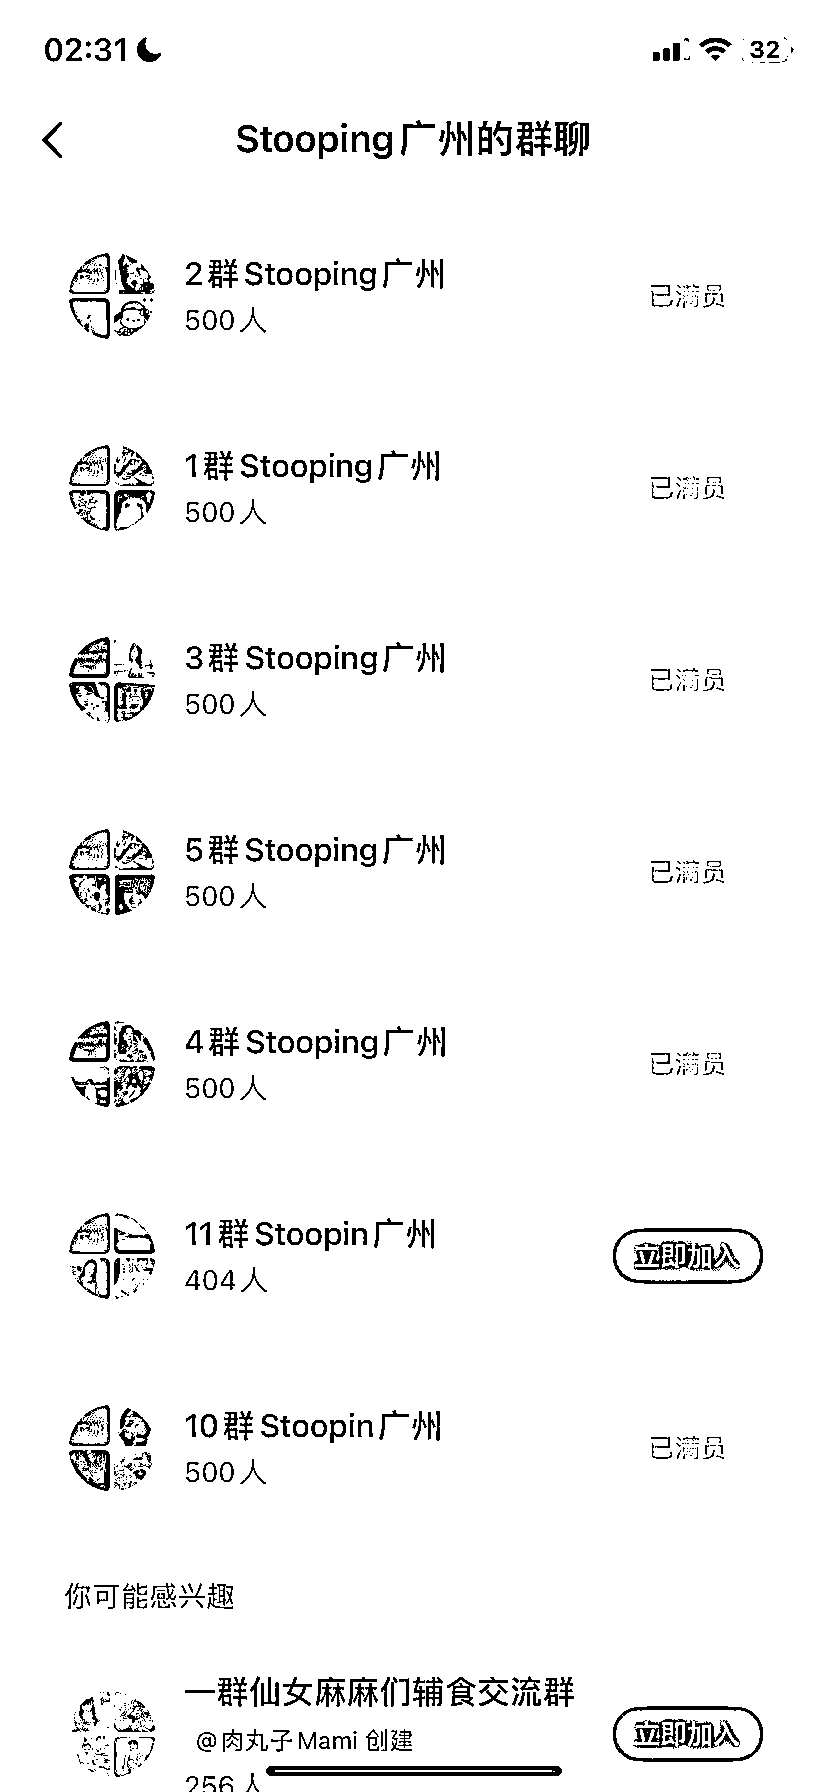 02:31
32
Stooping广州的群聊
2群Stooping广州
500人
已满员
1群Stooping广州
500人
已满员
3群Stooping广州
500人
已满员
5群Stooping广州
500人
已满员
4群Stooping广州
500人
已满员
11群Stoopin广州
404人
立即加入
10群Stoopin广州
500人
已满员
你可能感兴趣
一群仙女麻麻们辅食交流群
@肉丸子Mami 创建
立即加入
256人